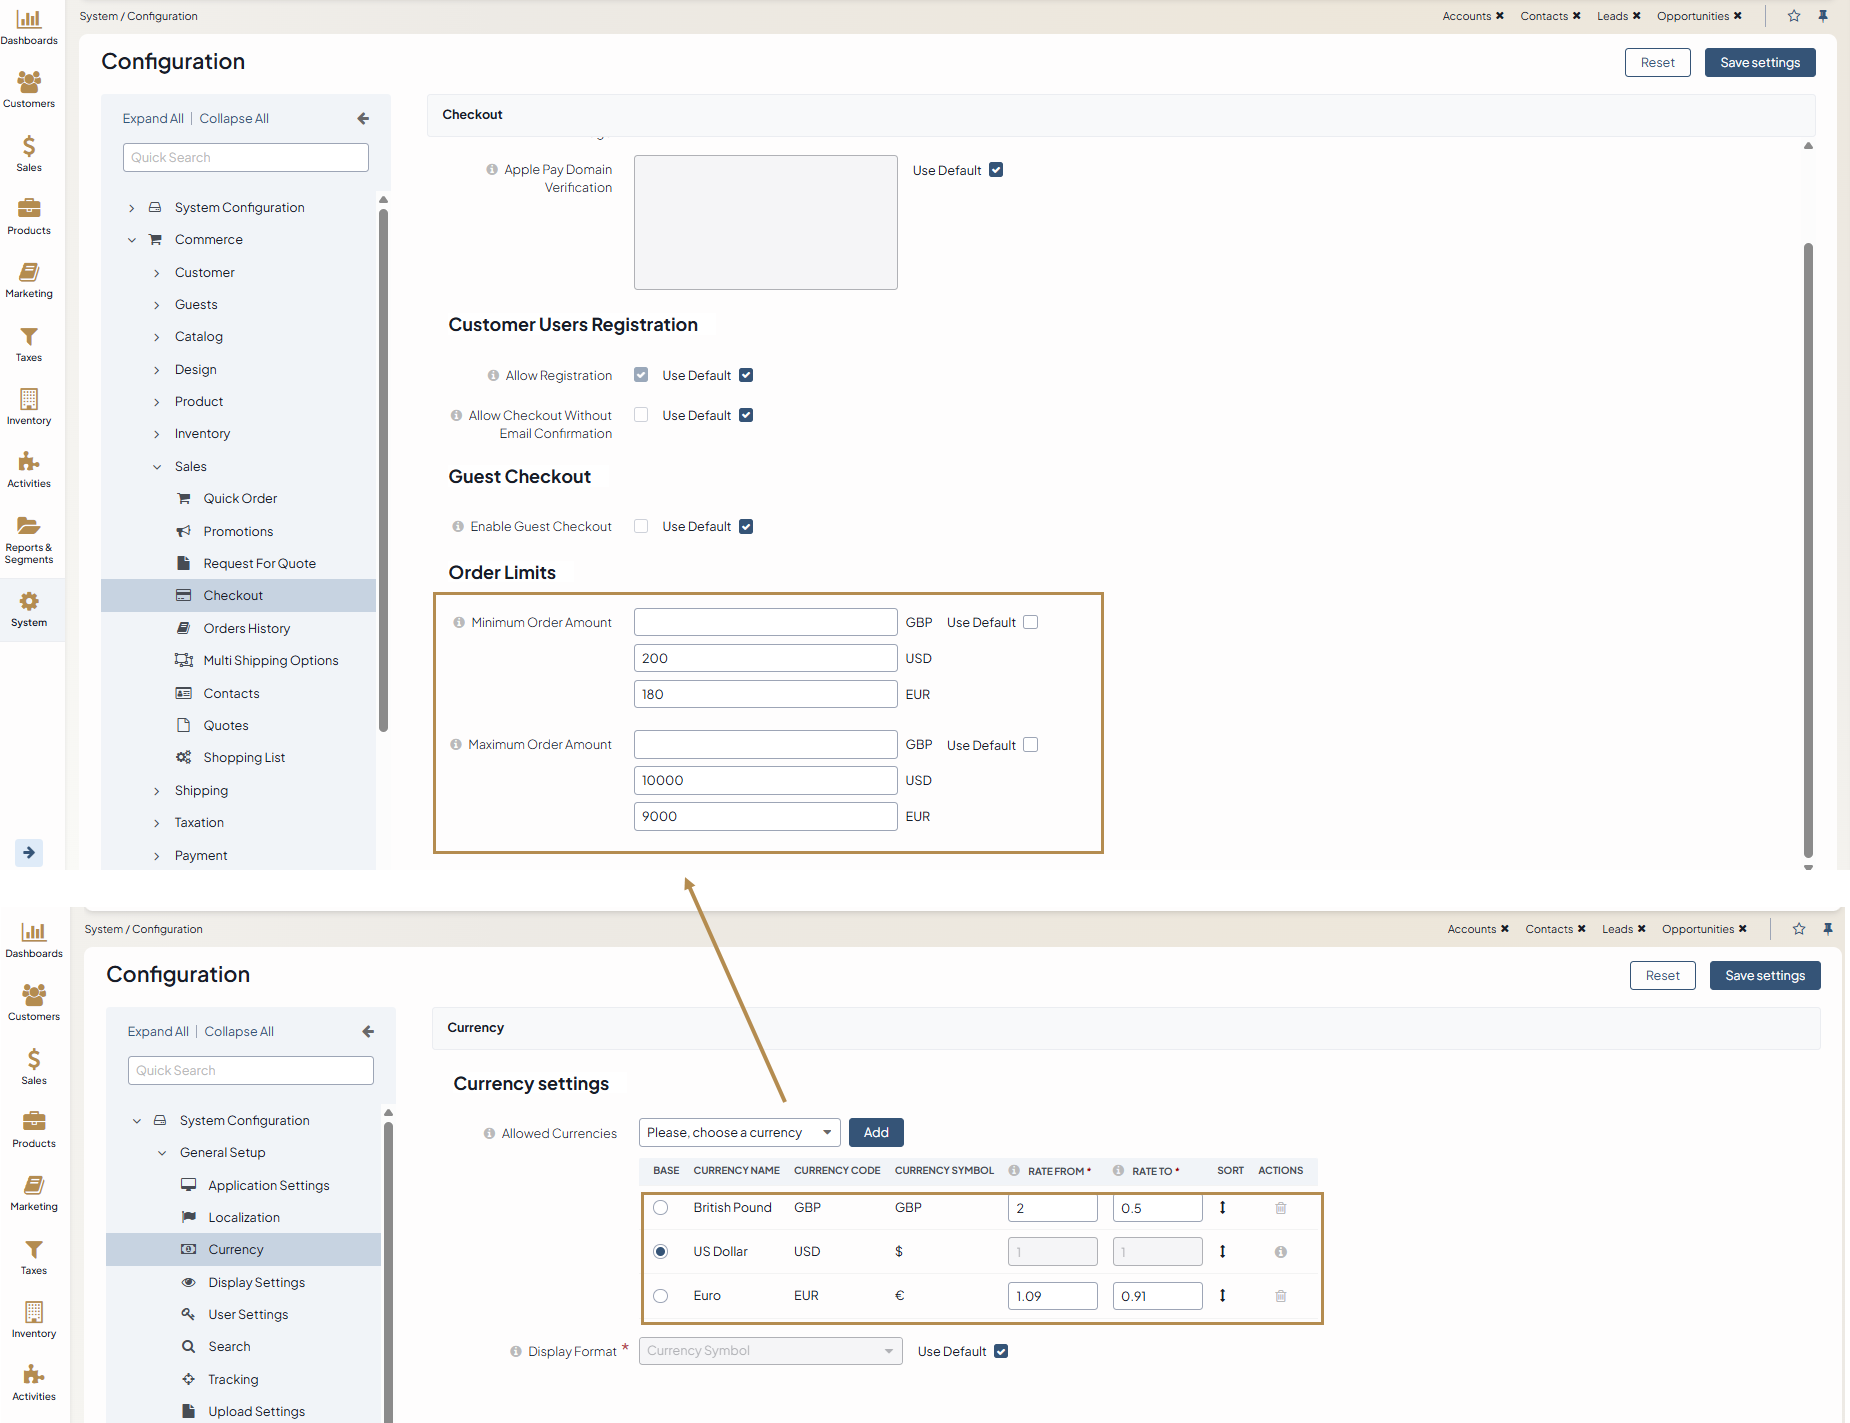 System / Configuration
Accounts ✖ Contacts ✖ Leads ✖ Opportunities ✖
Dashboards
Customers
Sales
Products
Marketing
Taxes
Inventory
Activities
Reports &
Segments
System
Configuration
Reset Save settings
Expand All | Collapse All
Quick Search
System Configuration
Commerce
Customer
Guests
Catalog
Design
Product
Inventory
Sales
Quick Order
Promotions
Request For Quote
Checkout
Orders History
Multi Shipping Options
Contacts
Quotes
Shopping List
Shipping
Taxation
Payment
Checkout
Apple Pay Domain
Verification
Use Default
Customer Users Registration
Allow Registration Use Default
Allow Checkout Without
Email Confirmation
Use Default
Guest Checkout
Enable Guest Checkout Use Default
Order Limits
Minimum Order Amount GBP Use Default
200 USD
180 EUR
Maximum Order Amount GBP Use Default
10000 USD
9000 EUR
System / Configuration
Accounts ✖ Contacts ✖ Leads ✖ Opportunities ✖
Dashboards
Customers
Sales
Products
Marketing
Taxes
Inventory
Activities
Configuration
Reset Save settings
Expand All | Collapse All
Quick Search
System Configuration
General Setup
Application Settings
Localization
Currency
Display Settings
User Settings
Search
Tracking
Upload Settings
Currency
Currency settings
Allowed Currencies Please, choose a currency Add
BASE CURRENCY NAME CURRENCY CODE CURRENCY SYMBOL RATE FROM * RATE TO * SORT ACTIONS
British Pound GBP GBP 2 0.5
US Dollar USD $ 1 1
Euro EUR € 1.09 0.91
Display Format * Currency Symbol Use Default